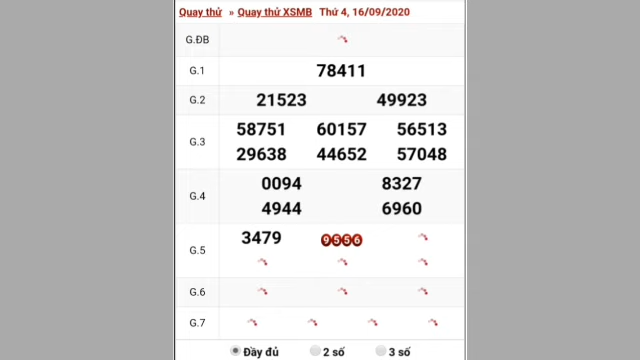 Quay thử » Quay thử XSMB Thứ 4, 16/09/2020
G.ĐB
G.1 78411
G.2 21523 49923
G.3 58751 60157 56513
29638 44652 57048
G.4 0094 8327
4944 6960
G.5 3479 9556
G.6
G.7
Đầy đủ 2 số 3 số